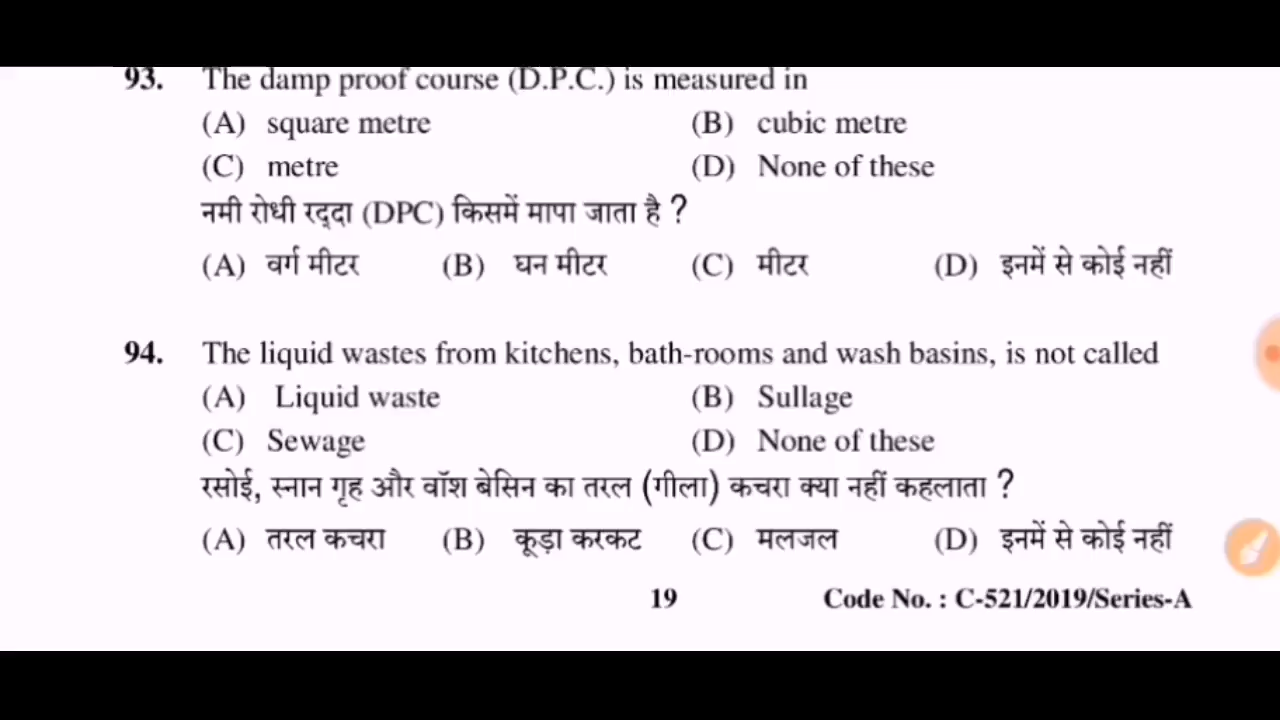 93. The damp proof course (D.P.C.) is measured in
(A) square metre (B) cubic metre
(C) metre (D) None of these
नमी रोधी रद्दा (DPC) किसमें मापा जाता है ?
(A) वर्ग मीटर (B) घन मीटर (C) मीटर (D) इनमें से कोई नहीं
94. The liquid wastes from kitchens, bath-rooms and wash basins, is not called
(A) Liquid waste (B) Sullage
(C) Sewage (D) None of these
रसोई, स्नान गृह और वॉश बेसिन का तरल (गीला) कचरा क्या नहीं कहलाता ?
(A) तरल कचरा (B) कूड़ा करकट (C) मलजल (D) इनमें से कोई नहीं
19 Code No. : C-521/2019/Series-A